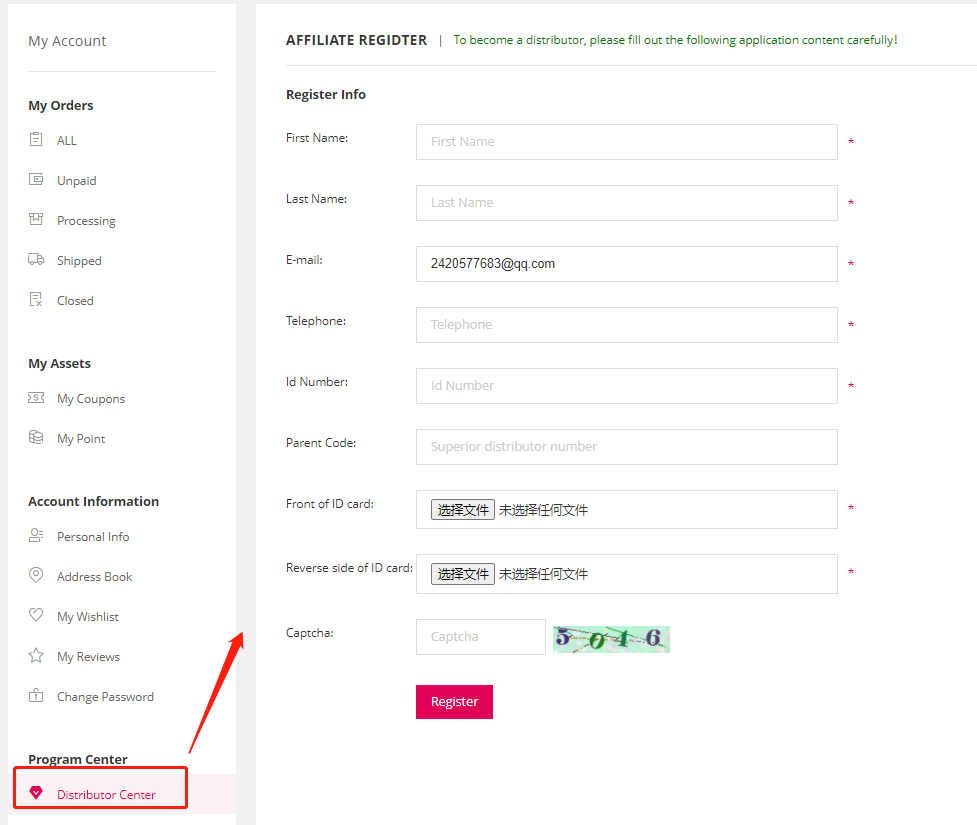 My Account
My Orders
ALL
Unpaid
Processing
Shipped
Closed
My Assets
My Coupons
My Point
Account Information
Personal Info
Address Book
My Wishlist
My Reviews
Change Password
Program Center
Distributor Center
AFFILIATE REGIDTER | To become a distributor, please fill out the following application content carefully!
Register Info
First Name: First Name *
Last Name: Last Name *
E-mail: 2420577683@qq.com *
Telephone: Telephone *
Id Number: Id Number *
Parent Code: Superior distributor number
Front of ID card: 选择文件 未选择任何文件 *
Reverse side of ID card: 选择文件 未选择任何文件 *
Captcha: Captcha 5 0 1 6
Register